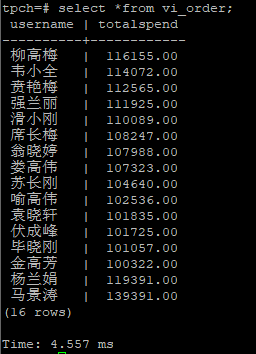 tpch=# select *from vi_order;
username | totalspend
----------+------------
柳高梅 | 116155.00
韦小全 | 114072.00
贲艳梅 | 112565.00
强兰丽 | 111925.00
滑小刚 | 110089.00
席长梅 | 108247.00
翁晓婷 | 107988.00
娄高伟 | 107323.00
苏长刚 | 104640.00
喻高伟 | 102536.00
袁晓轩 | 101835.00
伏成峰 | 101725.00
毕晓刚 | 101057.00
金高芳 | 100322.00
杨兰娟 | 119391.00
马景涛 | 139391.00
(16 rows)
Time: 4.557 ms